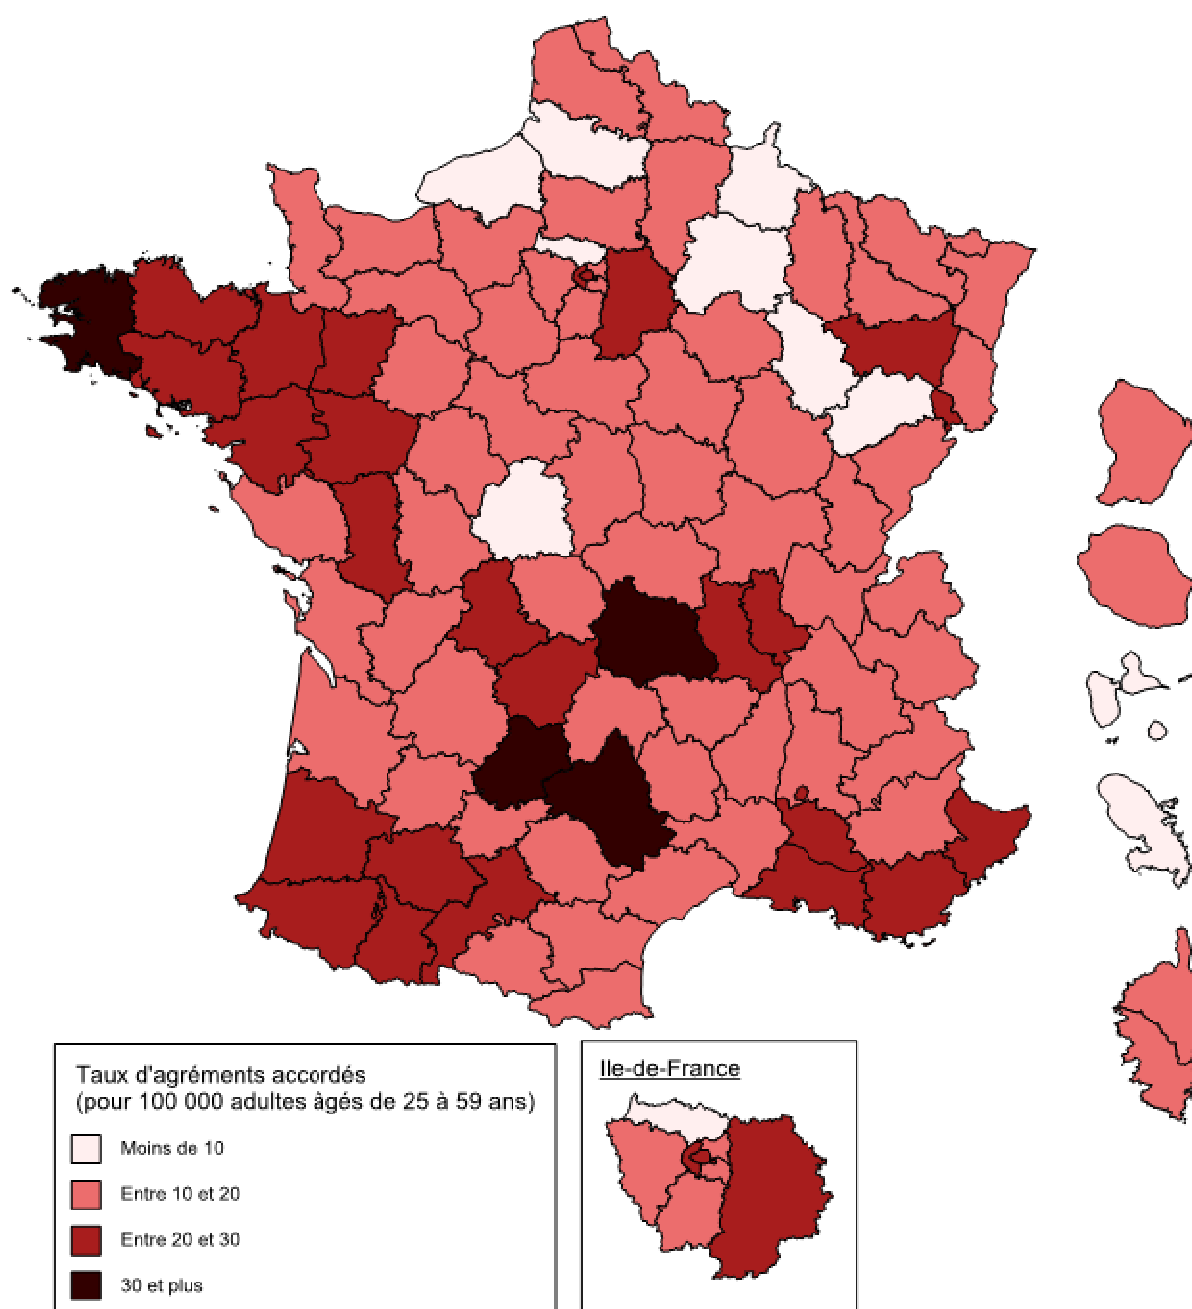 Taux d'agréments accordés
(pour 100 000 adultes àgés de 25 à 59 ans)
Moins de 10
Entre 10 et 20
Entre 20 et 30
30 et plus
Ile-de-France